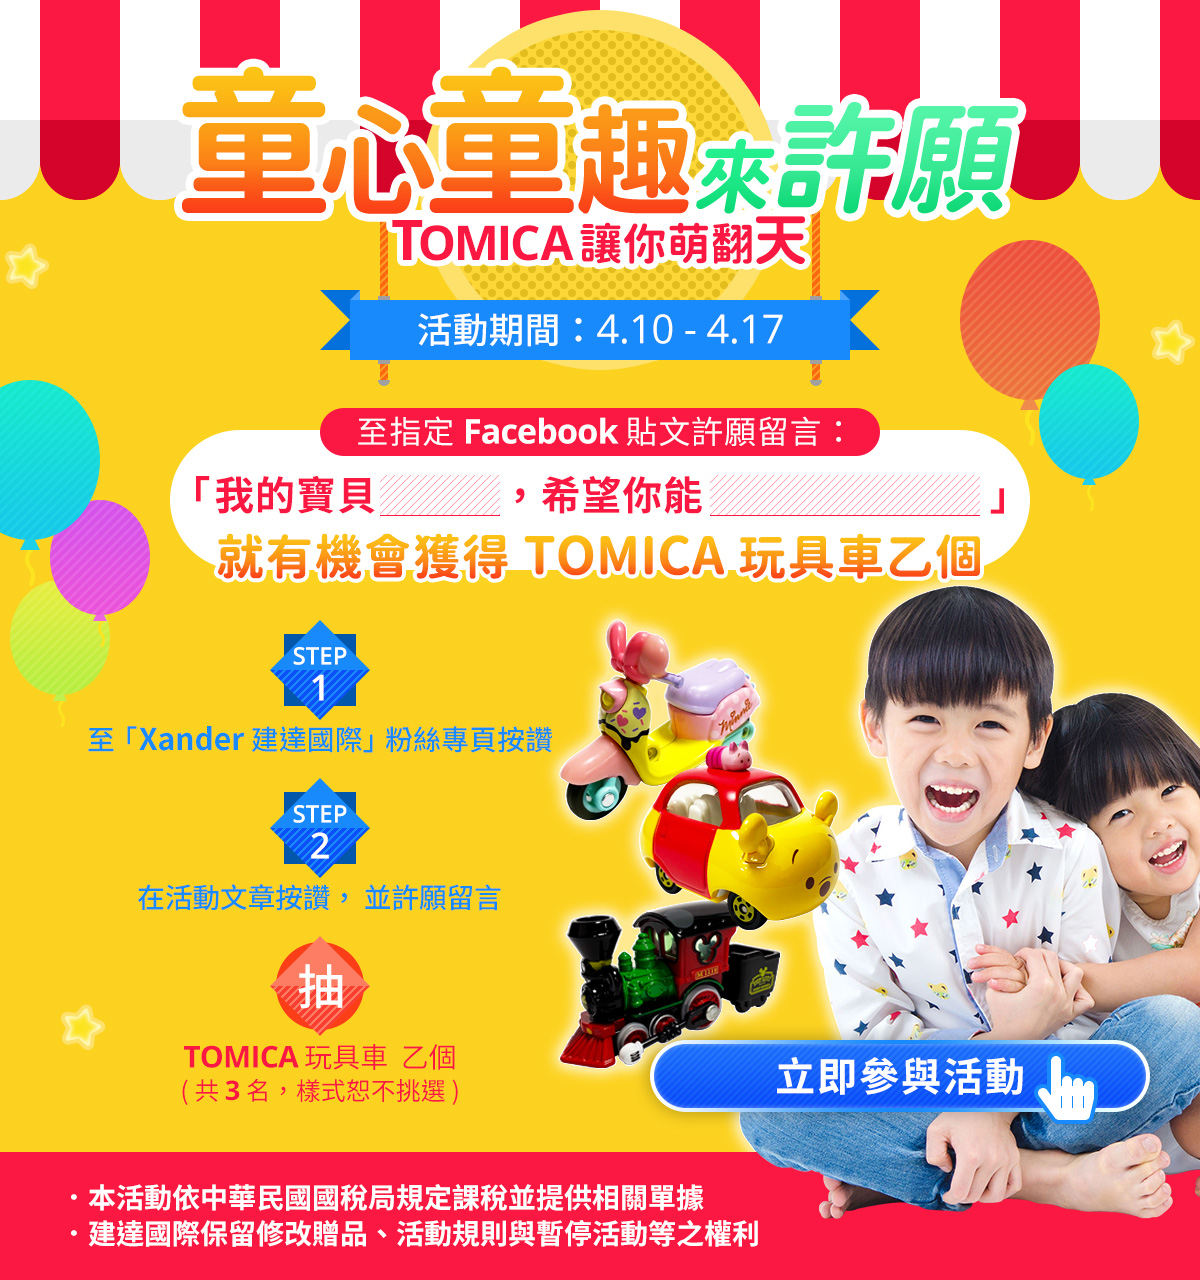 童心童趣來許願
TOMICA 讓你萌翻天
活動期間：4.10 - 4.17
至指定 Facebook 貼文許願留言：
「我的寶貝　　　，希望你能　　　　　　」
就有機會獲得 TOMICA 玩具車乙個
STEP
1
至「Xander 建達國際」粉絲專頁按讚
STEP
2
在活動文章按讚， 並許願留言
抽
TOMICA 玩具車 乙個
( 共 3 名，樣式恕不挑選 )
minnie
立即參與活動
・本活動依中華民國國稅局規定課稅並提供相關單據
・建達國際保留修改贈品、活動規則與暫停活動等之權利